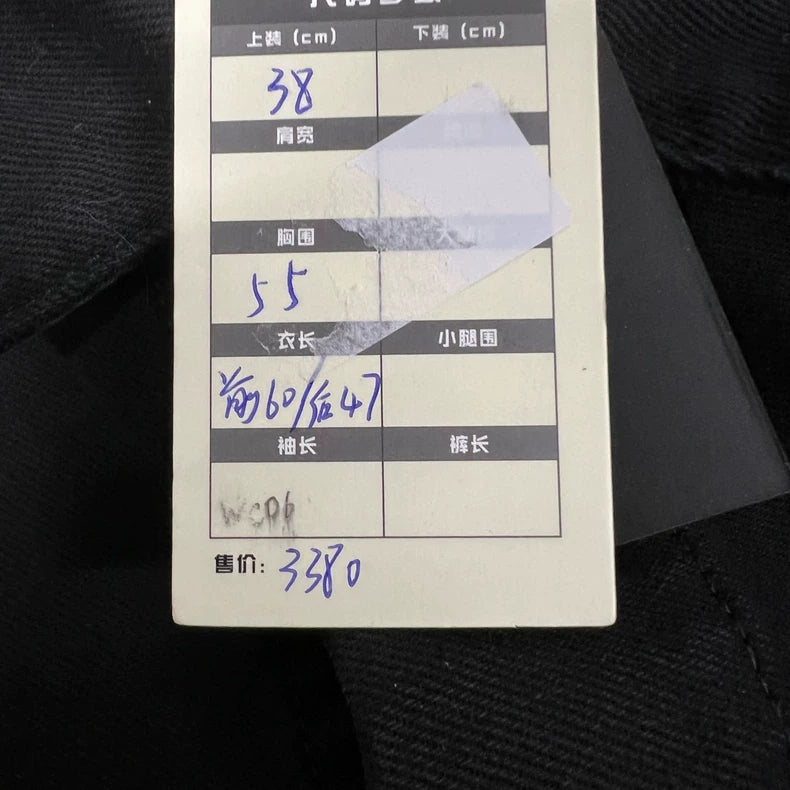 上装（cm） 下装（cm）
38
肩宽
胸围
55
衣长 小腿围
前60/后47
袖长 裤长
WC06
售价：3380